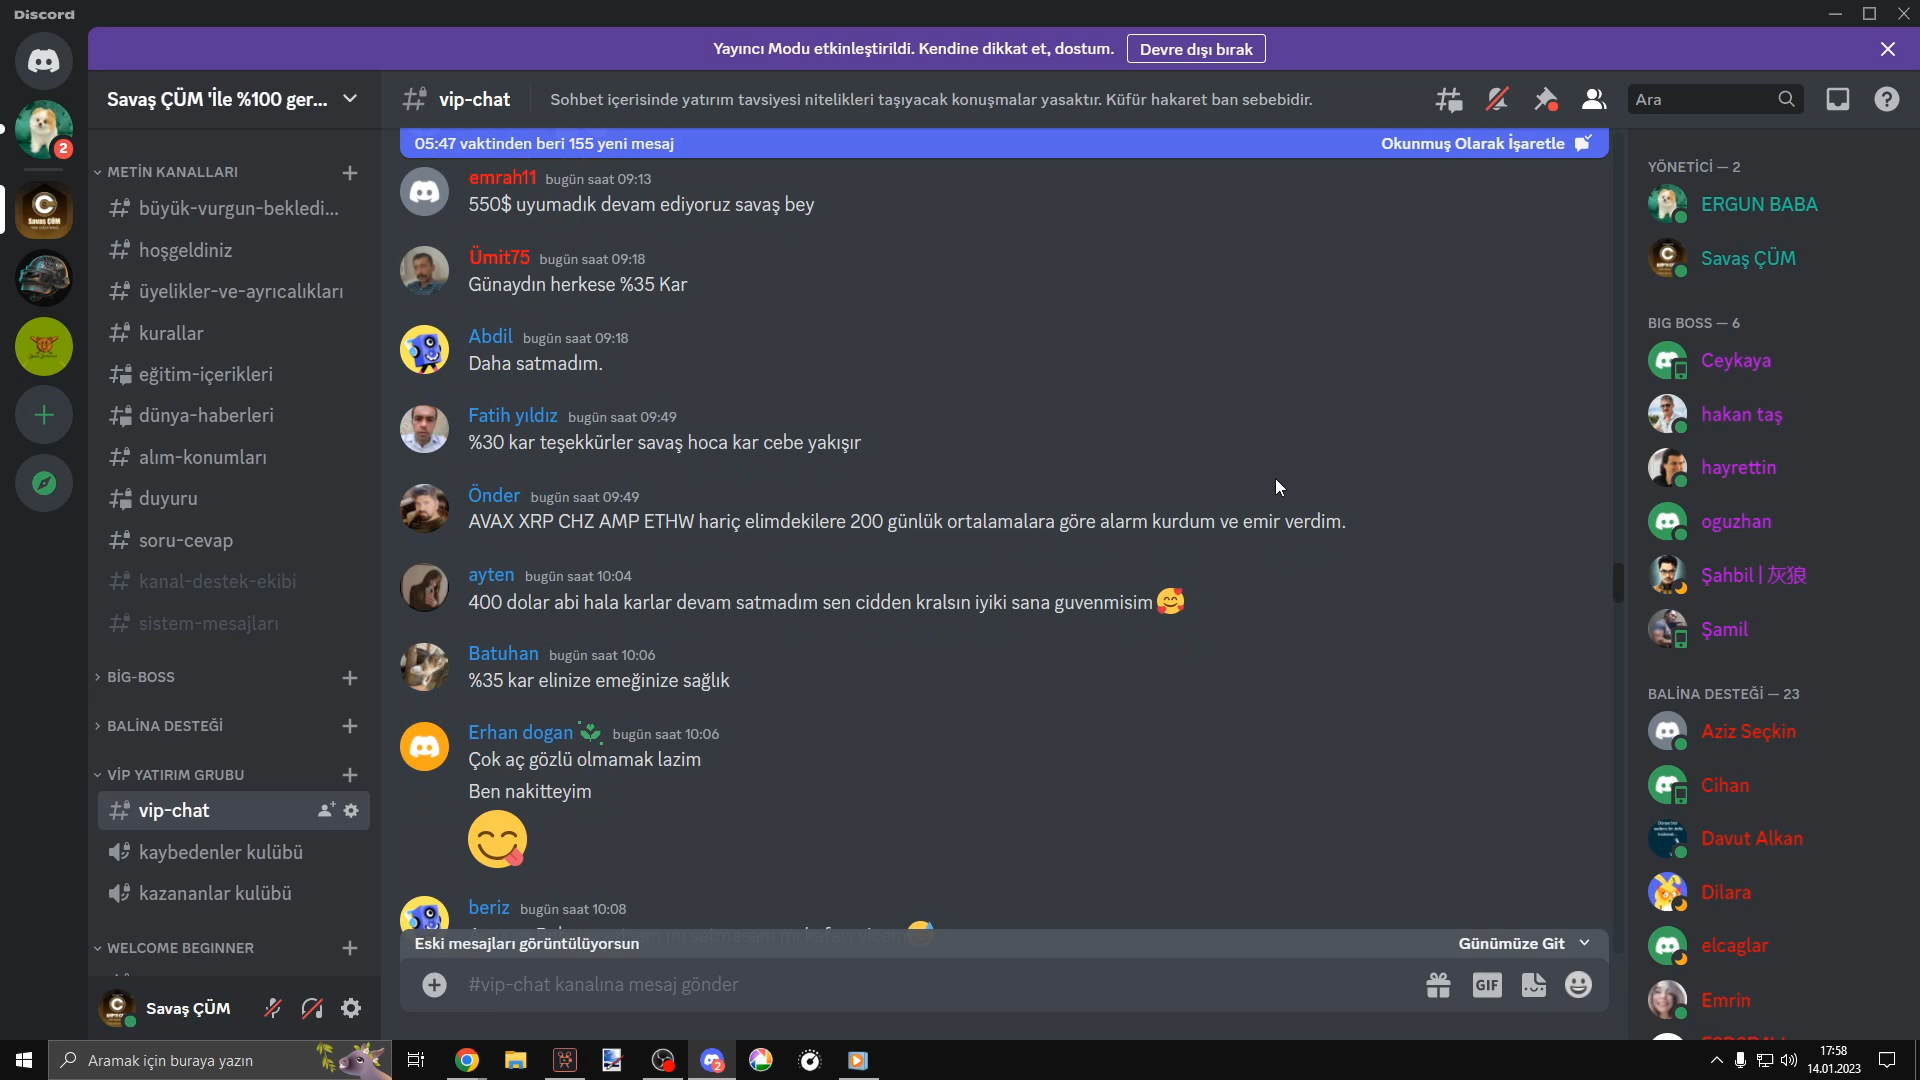 Discord
Yayıncı Modu etkinleştirildi. Kendine dikkat et, dostum.
Devre dışı bırak
Savaş ÇÜM 'İle %100 ger...
vip-chat
Sohbet içerisinde yatırım tavsiyesi nitelikleri taşıyacak konuşmalar yasaktır. Küfür hakaret ban sebebidir.
Ara
2
METİN KANALLARI
büyük-vurgun-bekledi...
hoşgeldiniz
üyelikler-ve-ayrıcalıkları
kurallar
eğitim-içerikleri
dünya-haberleri
alım-konumları
duyuru
soru-cevap
kanal-destek-ekibi
sistem-mesajları
BİG-BOSS
BALİNA DESTEĞİ
VİP YATIRIM GRUBU
vip-chat
kaybedenler kulübü
kazananlar kulübü
WELCOME BEGINNER
Savaş ÇÜM
05:47 vaktinden beri 155 yeni mesaj
Okunmuş Olarak İşaretle
emrah11 bugün saat 09:13
550$ uyumadık devam ediyoruz savaş bey
Ümit75 bugün saat 09:18
Günaydın herkese %35 Kar
Abdil bugün saat 09:18
Daha satmadım.
Fatih yıldız bugün saat 09:49
%30 kar teşekkürler savaş hoca kar cebe yakışır
Önder bugün saat 09:49
AVAX XRP CHZ AMP ETHW hariç elimdekilere 200 günlük ortalamalara göre alarm kurdum ve emir verdim.
ayten bugün saat 10:04
400 dolar abi hala karlar devam satmadım sen cidden kralsın iyiki sana guvenmisim 🥰
Batuhan bugün saat 10:06
%35 kar elinize emeğinize sağlık
Erhan dogan bugün saat 10:06
Çok aç gözlü olmamak lazim
Ben nakitteyim
😋
beriz bugün saat 10:08
Eski mesajları görüntülüyorsun
Günümüze Git
#vip-chat kanalına mesaj gönder
GIF
YÖNETİCİ — 2
ERGUN BABA
Savaş ÇÜM
BIG BOSS — 6
Ceykaya
hakan taş
hayrettin
oguzhan
Şahbil | 灰狼
Şamil
BALİNA DESTEĞİ — 23
Aziz Seçkin
Cihan
Davut Alkan
Dilara
elcaglar
Emrin
Aramak için buraya yazın
2
17:58
14.01.2023